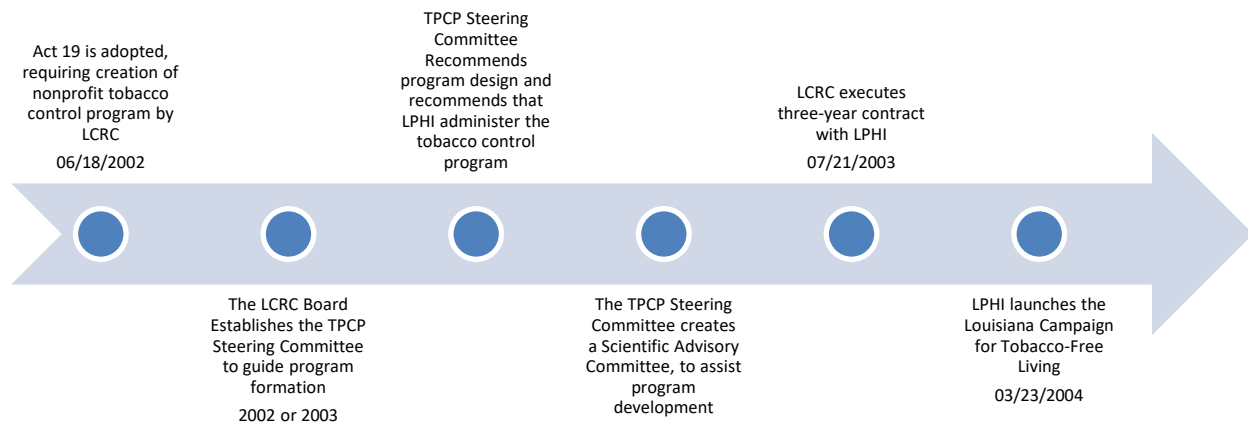 Act 19 is adopted,
requiring creation of
nonprofit tobacco
control program by
LCRC
06/18/2002
The LCRC Board
Establishes the TPCP
Steering Committee
to guide program
formation
2002 or 2003
TPCP Steering
Committee
Recommends
program design and
recommends that
LPHI administer the
tobacco control
program
The TPCP Steering
Committee creates
a Scientific Advisory
Committee, to assist
program
development
LCRC executes
three-year contract
with LPHI
07/21/2003
LPHI launches the
Louisiana Campaign
for Tobacco-Free
Living
03/23/2004